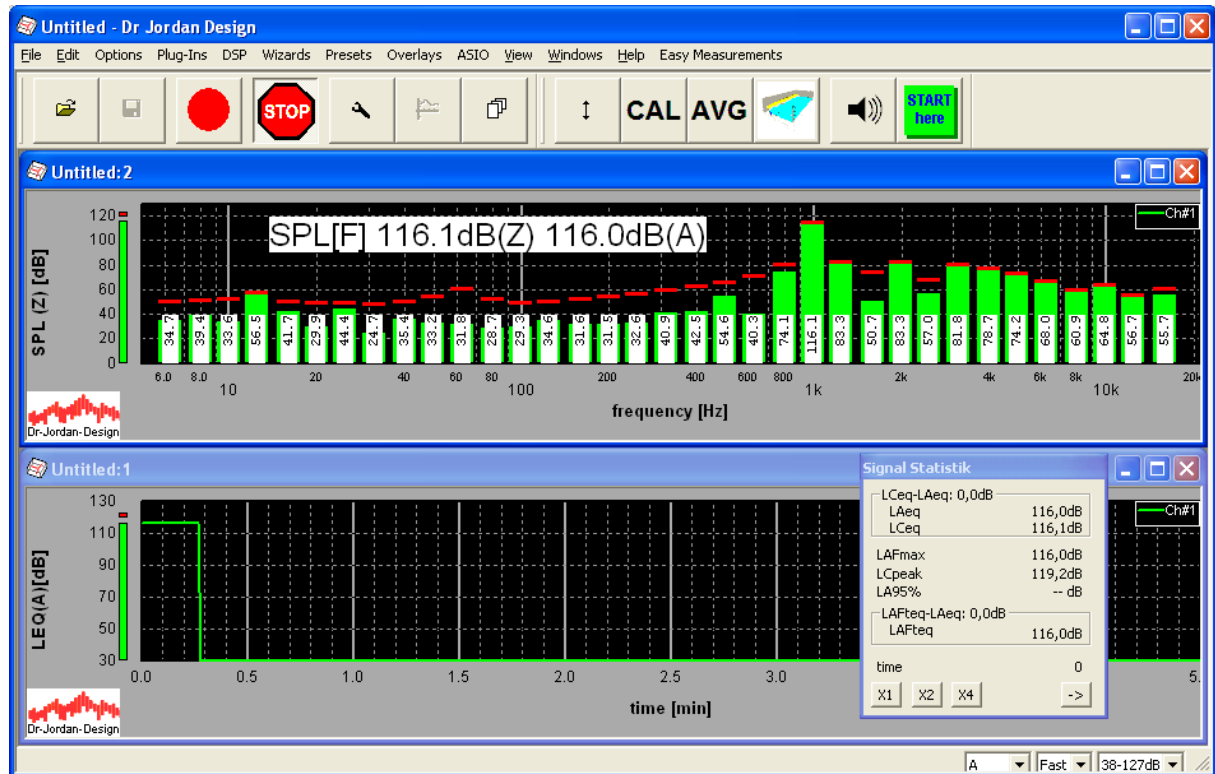 Untitled - Dr Jordan Design
File Edit Options Plug-Ins DSP Wizards Presets Overlays ASIO View Windows Help Easy Measurements
STOP CAL AVG START here
Untitled:2
SPL[F] 116.1dB(Z) 116.0dB(A)
Ch#1
SPL (Z) [dB]
120
100
80
60
40
20
0
34.7 39.4 33.6 56.5 41.7 29.9 44.4 24.7 35.4 33.2 31.8 28.7 29.3 34.6 31.6 31.5 32.6 40.9 42.5 54.6 40.3 74.1 116.1 83.3 50.7 83.3 57.0 81.8 78.7 74.2 68.0 60.9 64.8 56.7 55.7
6.0 8.0 10 20 40 60 80 100 200 400 600 800 1k 2k 4k 6k 8k 10k 20k
frequency [Hz]
Dr-Jordan-Design
Untitled:1
Ch#1
LEQ(A)[dB]
130
110
90
70
50
30
0.0 0.5 1.0 1.5 2.0 2.5 3.0 5.
time [min]
Dr-Jordan-Design
Signal Statistik
LCeq-LAeq: 0,0dB
LAeq 116,0dB
LCeq 116,1dB
LAFmax 116,0dB
LCpeak 119,2dB
LA95% -- dB
LAFteq-LAeq: 0,0dB
LAFteq 116,0dB
time 0
X1 X2 X4 ->
A Fast 38-127dB